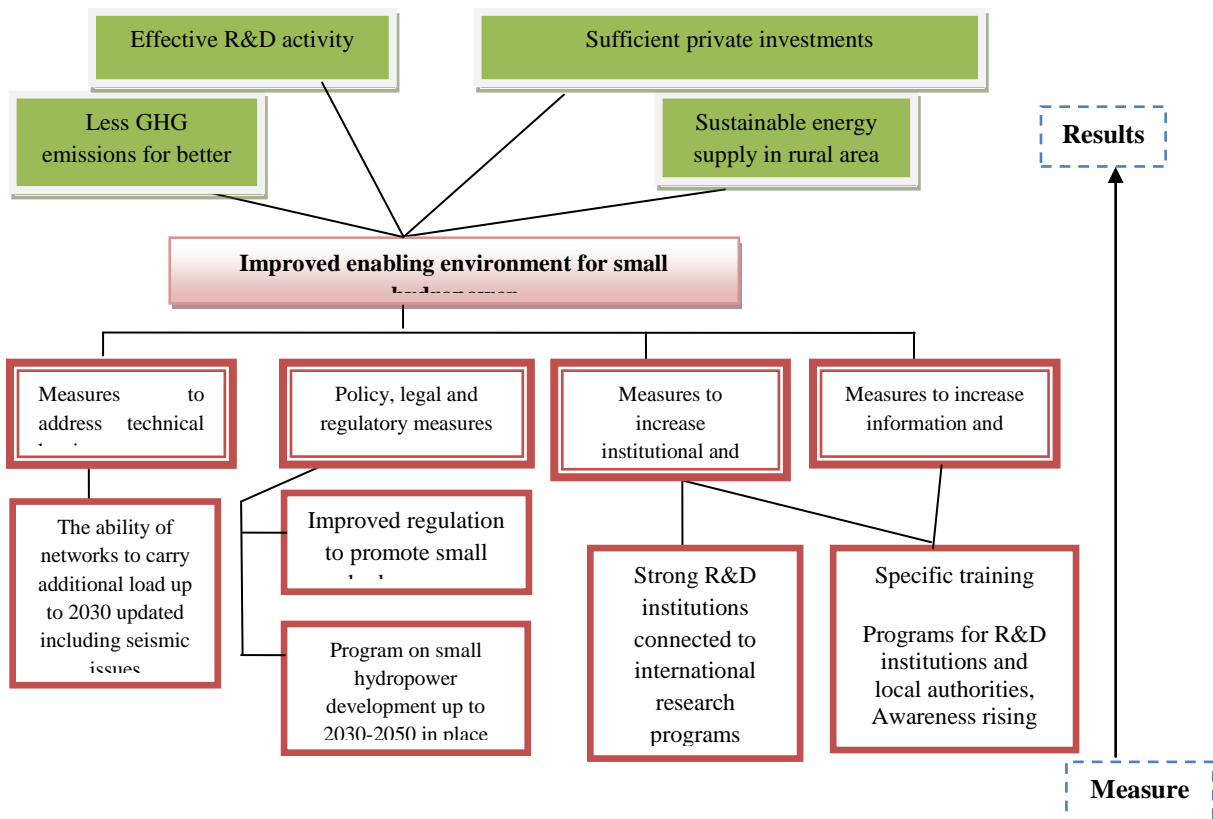 Effective R&D activity
Sufficient private investments
Less GHG
emissions for better
Sustainable energy
supply in rural area
Results
Improved enabling environment for small
hydropower
Measures to
address technical
Policy, legal and
regulatory measures
Measures to
increase
institutional and
Measures to increase
information and
The ability of
networks to carry
additional load up
to 2030 updated
including seismic
issues
Improved regulation
to promote small
Program on small
hydropower
development up to
2030-2050 in place
Strong R&D
institutions
connected to
international
research
programs
Specific training
Programs for R&D
institutions and
local authorities,
Awareness rising
Measure